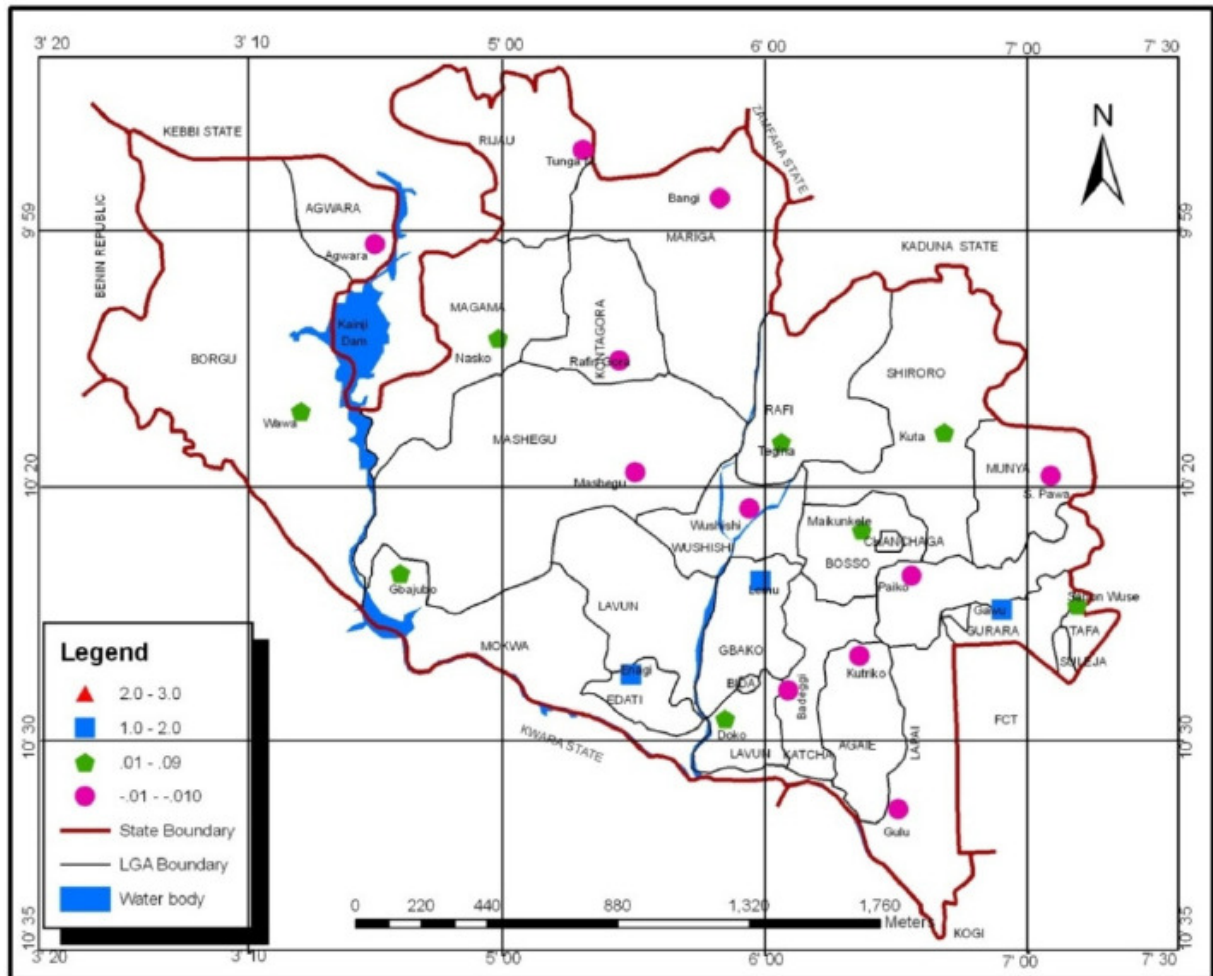 3' 20
3' 10
5' 00
6' 00
7' 00
7' 30
N
KEBBI STATE
RIJAU
ZAMFARA STATE
Tunga
Bangi
9' 59
9' 59
AGWARA
MARIGA
Agwara
KADUNA STATE
BENIN REPUBLIC
MAGAMA
KONTAGORA
Kainji
Dam
Nasko
Rafin Gora
BORGU
SHIRORO
RAFI
Wawa
MASHEGU
Tegina
Kuta
MUNYA
10' 20
10' 20
Mashegu
S. Pawa
Wushishi
Maikunkele
WUSHISHI
CHANCHAGA
BOSSO
Gbajubo
Lemu
Paiko
LAVUN
Sabon Wuse
Gawu
GURARA
TAFA
MOKWA
GBAKO
SULEJA
Enagi
BIDA
Kutriko
EDATI
Badeggi
Doko
FCT
10' 30
10' 30
KWARA STATE
LAVUN
KATCHA
AGAIE
LAPAI
Gulu
Legend
2.0 - 3.0
1.0 - 2.0
.01 - .09
-.01 - -.010
State Boundary
LGA Boundary
Water body
0 220 440 880 1,320 1,760
Meters
KOGI
10' 35
10' 35
3' 20
3' 10
5' 00
6' 00
7' 00
7' 30